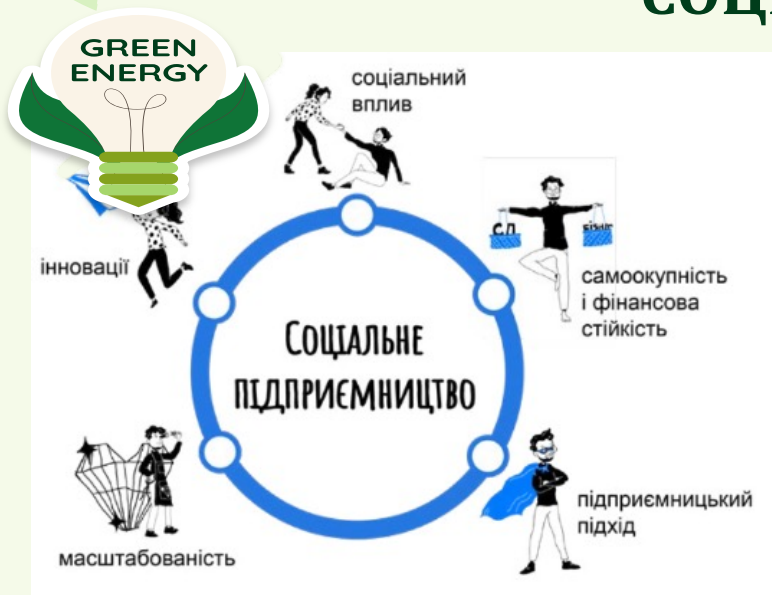 GREEN
ENERGY
соціальний
вплив
самоокупність
і фінансова
стійкість
інновації
Соціальне
підприємництво
підприємницький
підхід
масштабованість